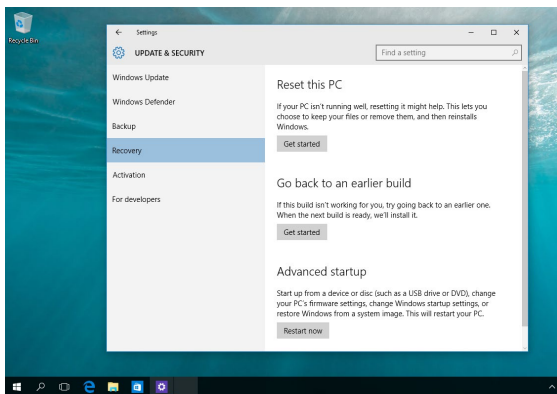 Recycle Bin
Settings
UPDATE & SECURITY
Find a setting
Windows Update
Windows Defender
Backup
Recovery
Activation
For developers
Reset this PC
If your PC isn't running well, resetting it might help. This lets you
choose to keep your files or remove them, and then reinstalls
Windows.
Get started
Go back to an earlier build
If this build isn't working for you, try going back to an earlier one.
When the next build is ready, we'll install it.
Get started
Advanced startup
Start up from a device or disc (such as a USB drive or DVD), change
your PC's firmware settings, change Windows startup settings, or
restore Windows from a system image. This will restart your PC.
Restart now